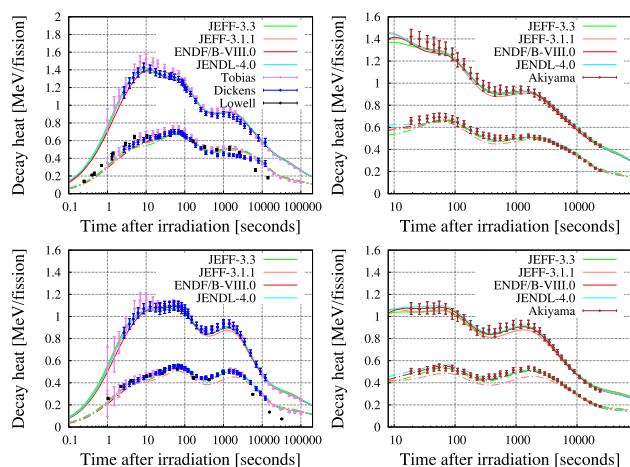 JEFF-3.3
JEFF-3.1.1
ENDF/B-VIII.0
JENDL-4.0
Tobias
Dickens
Lowell
Decay heat [MeV/fission]
2
1.8
1.6
1.4
1.2
1
0.8
0.6
0.4
0.2
0
0.1 1 10 100 1000 10000 100000
Time after irradiation [seconds]
JEFF-3.3
JEFF-3.1.1
ENDF/B-VIII.0
JENDL-4.0
Akiyama
Decay heat [MeV/fission]
1.6
1.4
1.2
1
0.8
0.6
0.4
0.2
0
10 100 1000 10000
Time after irradiation [seconds]
JEFF-3.3
JEFF-3.1.1
ENDF/B-VIII.0
JENDL-4.0
Decay heat [MeV/fission]
1.6
1.4
1.2
1
0.8
0.6
0.4
0.2
0
0.1 1 10 100 1000 10000 100000
Time after irradiation [seconds]
JEFF-3.3
JEFF-3.1.1
ENDF/B-VIII.0
JENDL-4.0
Akiyama
Decay heat [MeV/fission]
1.6
1.4
1.2
1
0.8
0.6
0.4
0.2
0
10 100 1000 10000
Time after irradiation [seconds]